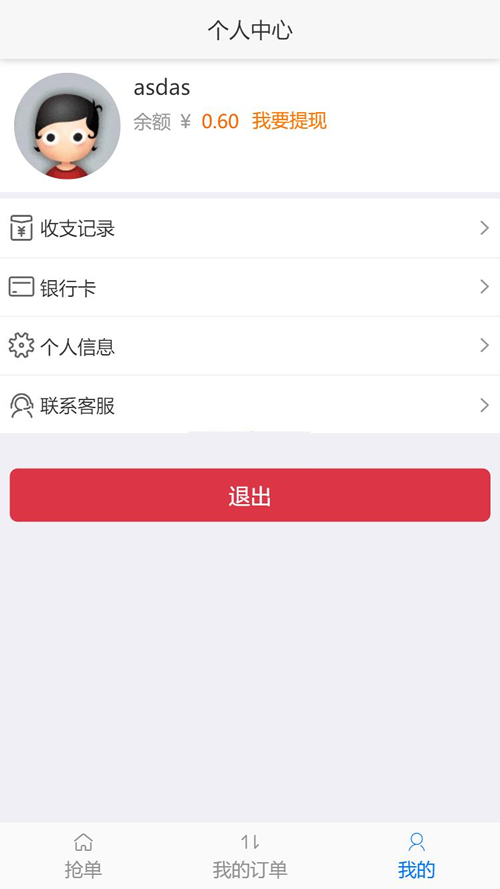 个人中心
asdas
余额 ¥ 0.60 我要提现
收支记录
银行卡
个人信息
联系客服
退出
抢单 我的订单 我的